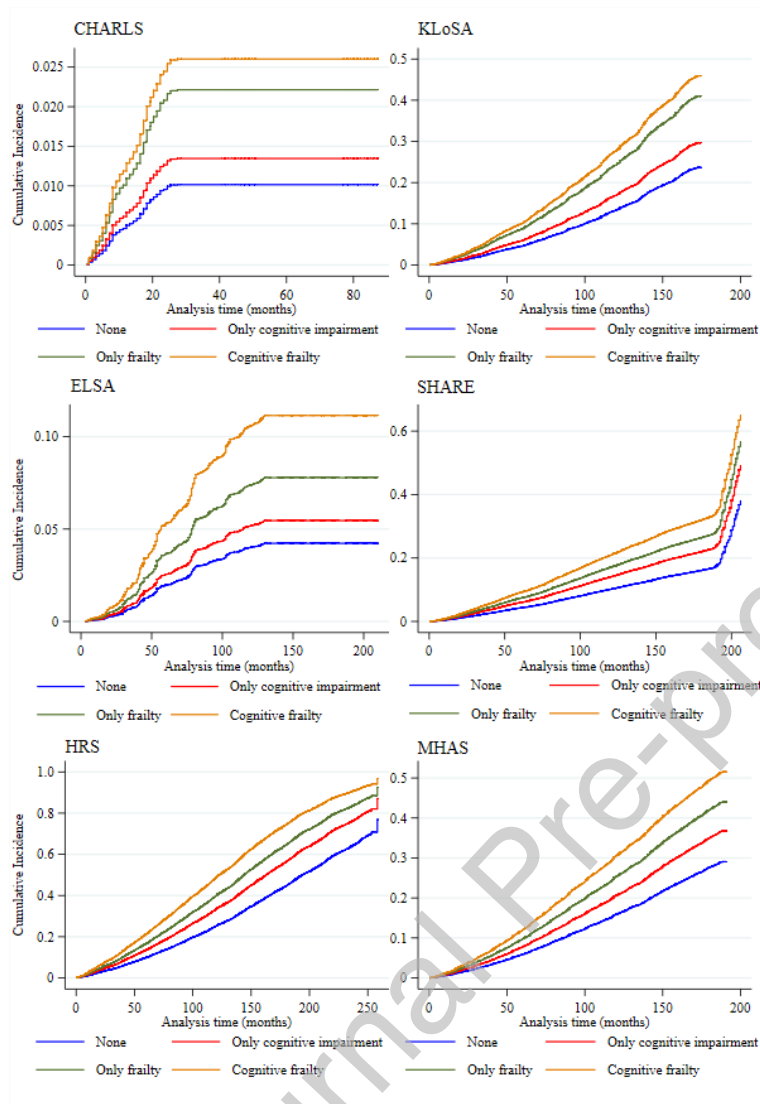 CHARLS
KLoSA
Cumulative Incidence
0.025
0.020
0.015
0.010
0.005
0
0 20 40 60 80
Analysis time (months)
0.5
0.4
0.3
0.2
0.1
0
0 50 100 150 200
Analysis time (months)
None Only cognitive impairment
Only frailty Cognitive frailty
None Only cognitive impairment
Only frailty Cognitive frailty
ELSA
SHARE
Cumulative Incidence
0.10
0.05
0
0 50 100 150 200
Analysis time (months)
0.6
0.4
0.2
0
0 50 100 150 200
Analysis time (months)
None Only cognitive impairment
Only frailty Cognitive frailty
None Only cognitive impairment
Only frailty Cognitive frailty
HRS
MHAS
Cumulative Incidence
1.0
0.8
0.6
0.4
0.2
0
0 50 100 150 200 250
Analysis time (months)
0.5
0.4
0.3
0.2
0.1
0
0 50 100 150 200
Analysis time (months)
None Only cognitive impairment
Only frailty Cognitive frailty
None Only cognitive impairment
Only frailty Cognitive frailty
urnal Pre-pro